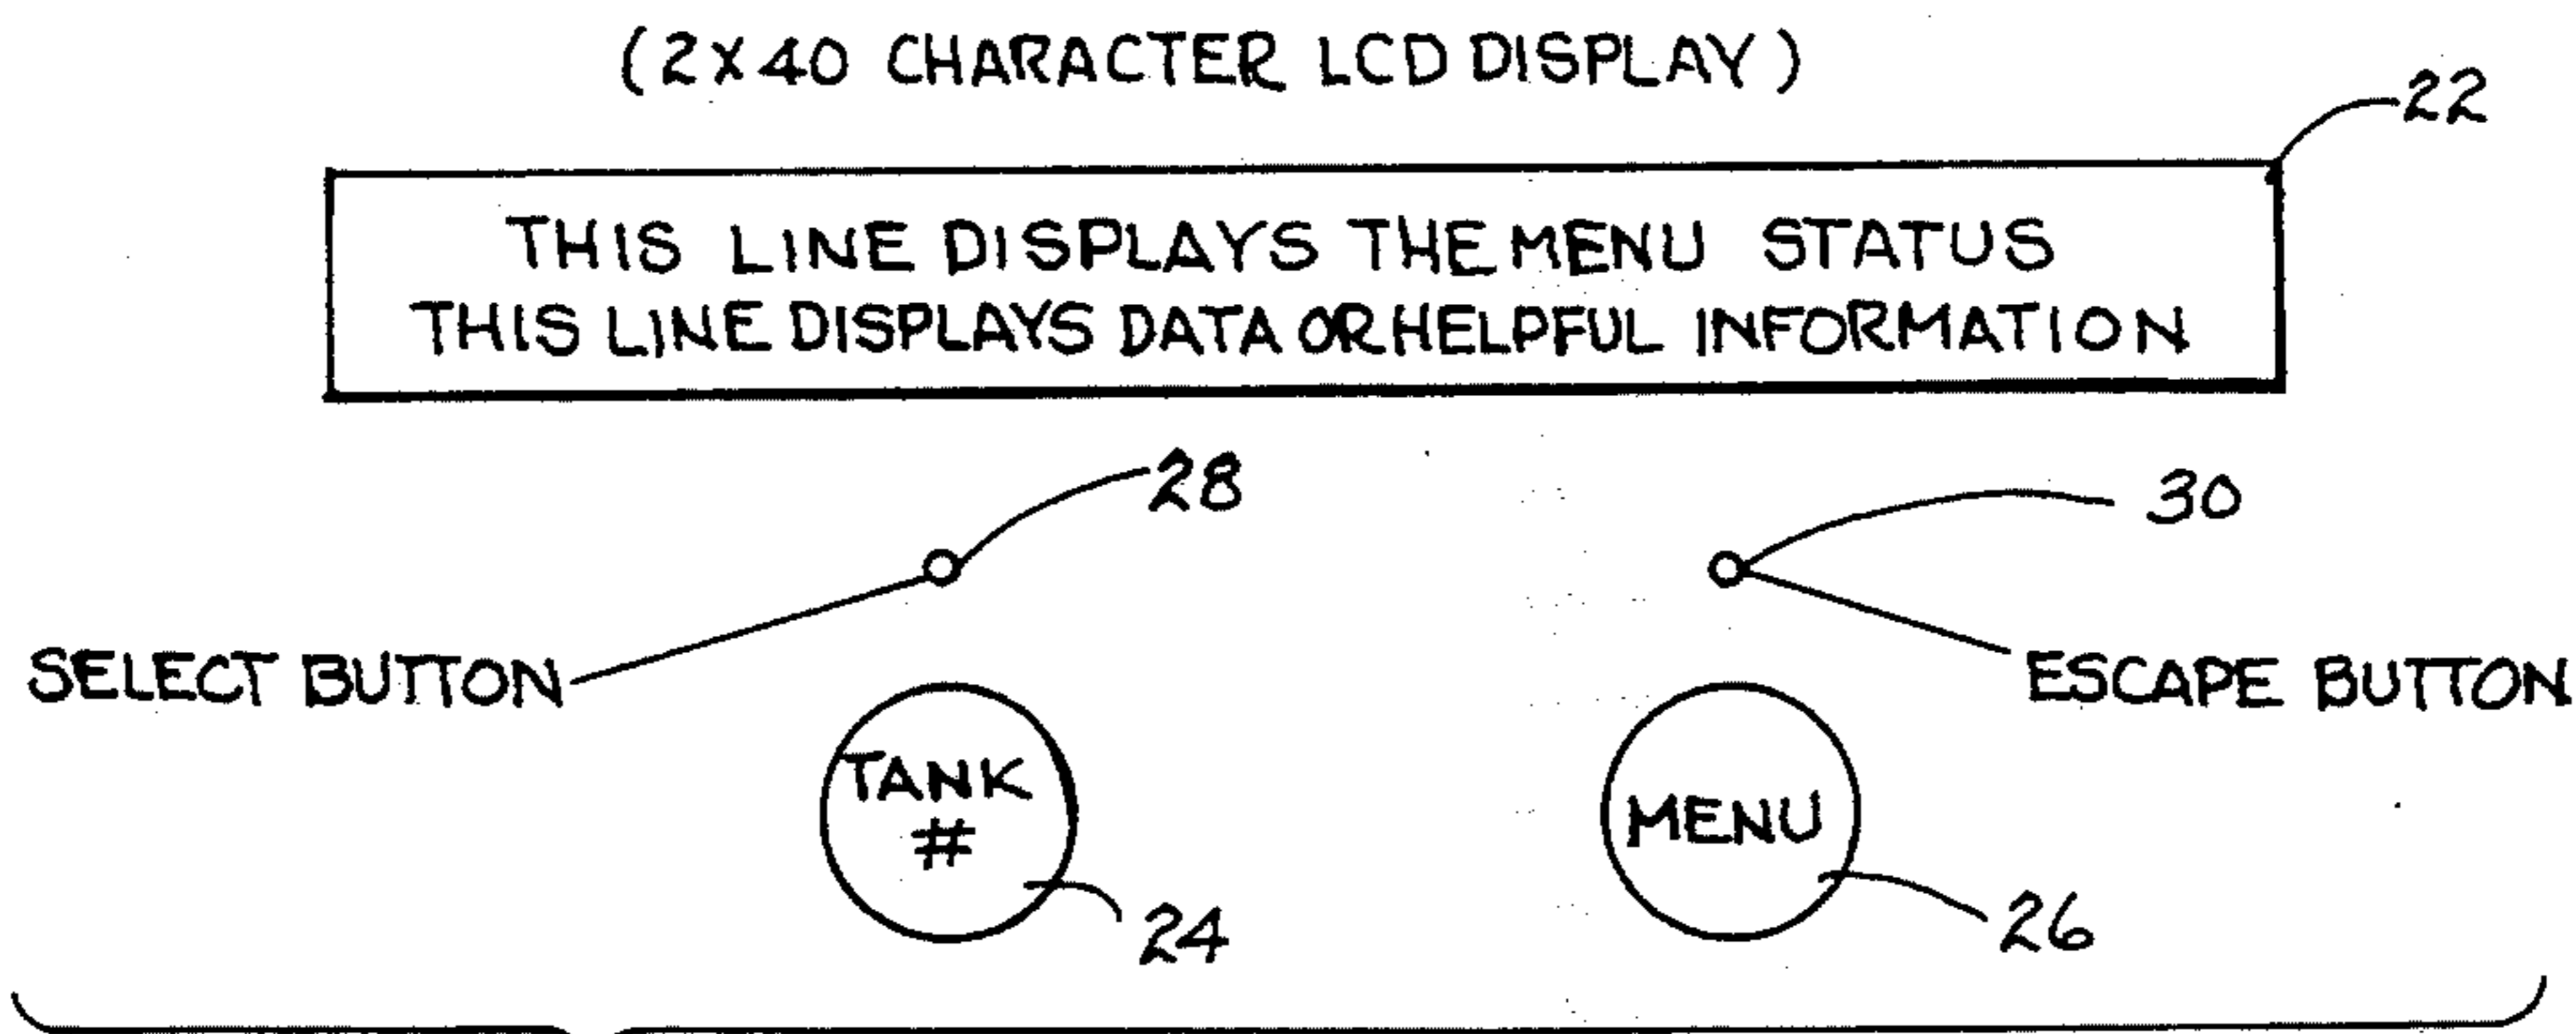 (2X40 CHARACTER LCD DISPLAY)
22
THIS LINE DISPLAYS THE MENU STATUS
THIS LINE DISPLAYS DATA OR HELPFUL INFORMATION
28
30
SELECT BUTTON
ESCAPE BUTTON
TANK
#
MENU
24
26